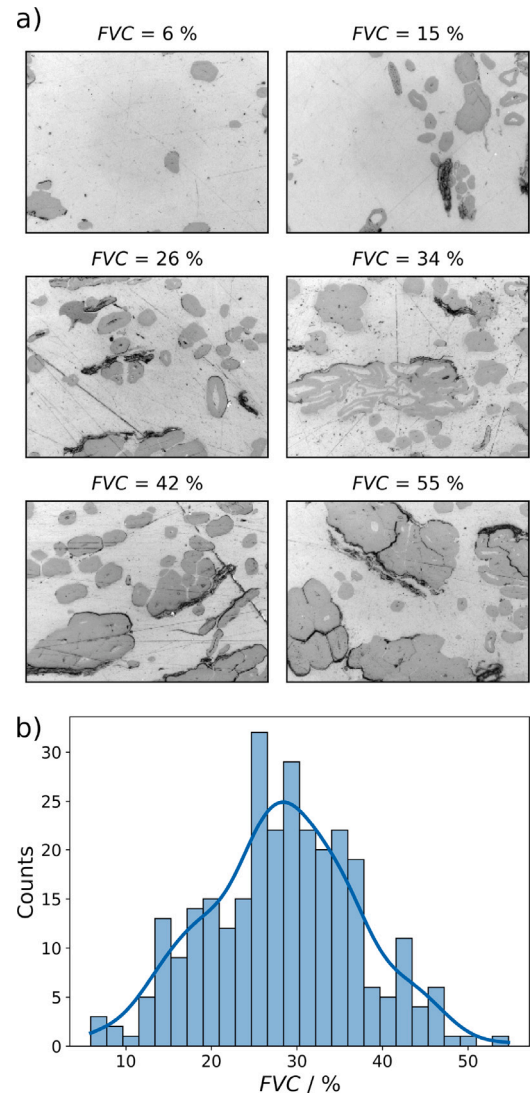 a)
FVC = 6 %
FVC = 15 %
FVC = 26 %
FVC = 34 %
FVC = 42 %
FVC = 55 %
b)
30
25
20
15
10
5
0
Counts
10
20
30
40
50
FVC / %